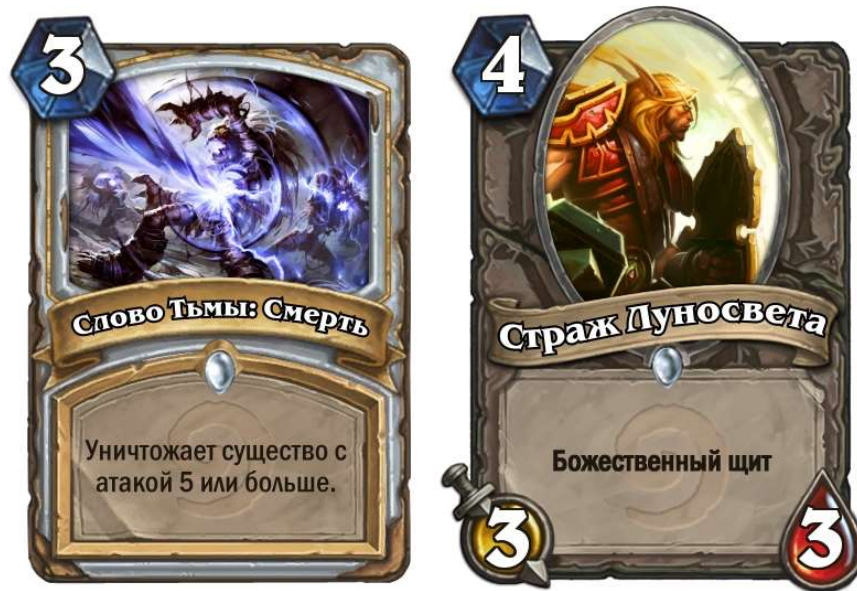 3
Слово Тьмы: Смерть
Уничтожает существо с
атакой 5 или больше.
4
Страж Луносвета
Божественный щит
3
3